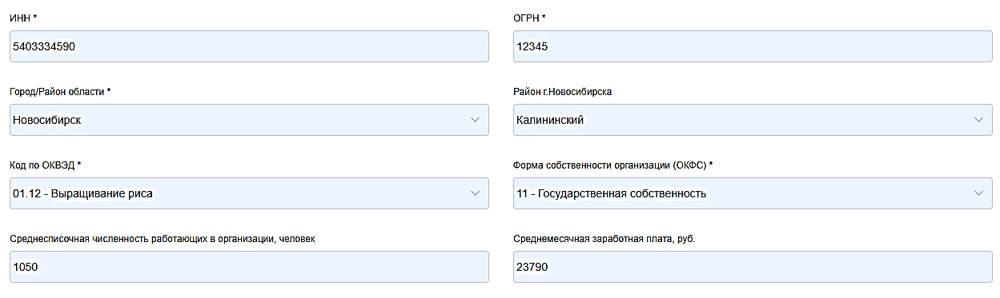 ИНН *
ОГРН *
5403334590
12345
Город/Район области *
Район г.Новосибирска
Новосибирск
Калининский
Код по ОКВЭД *
Форма собственности организации (ОКФС) *
01.12 - Выращивание риса
11 - Государственная собственность
Среднесписочная численность работающих в организации, человек
Среднемесячная заработная плата, руб.
1050
23790